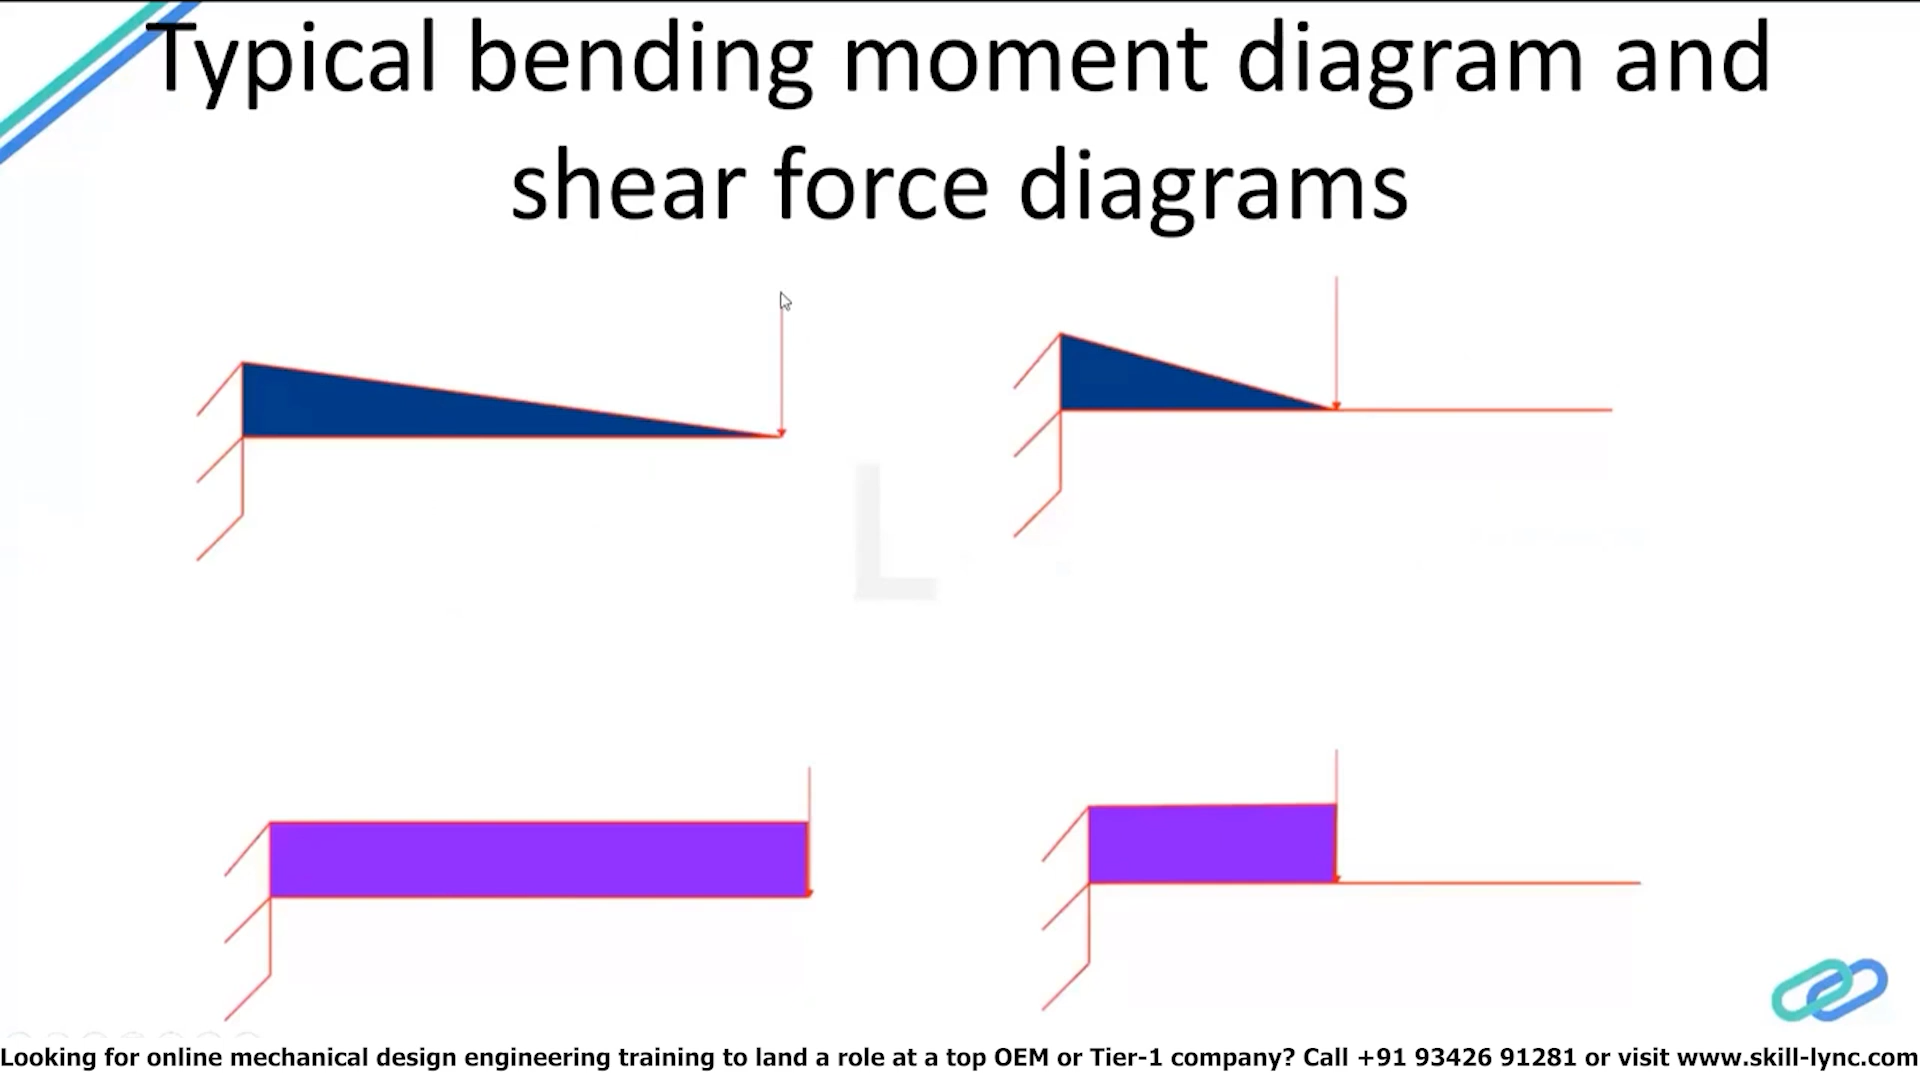 Typical bending moment diagram and
shear force diagrams
L
Looking for online mechanical design engineering training to land a role at a top OEM or Tier-1 company? Call +91 93426 91281 or visit www.skill-lync.com